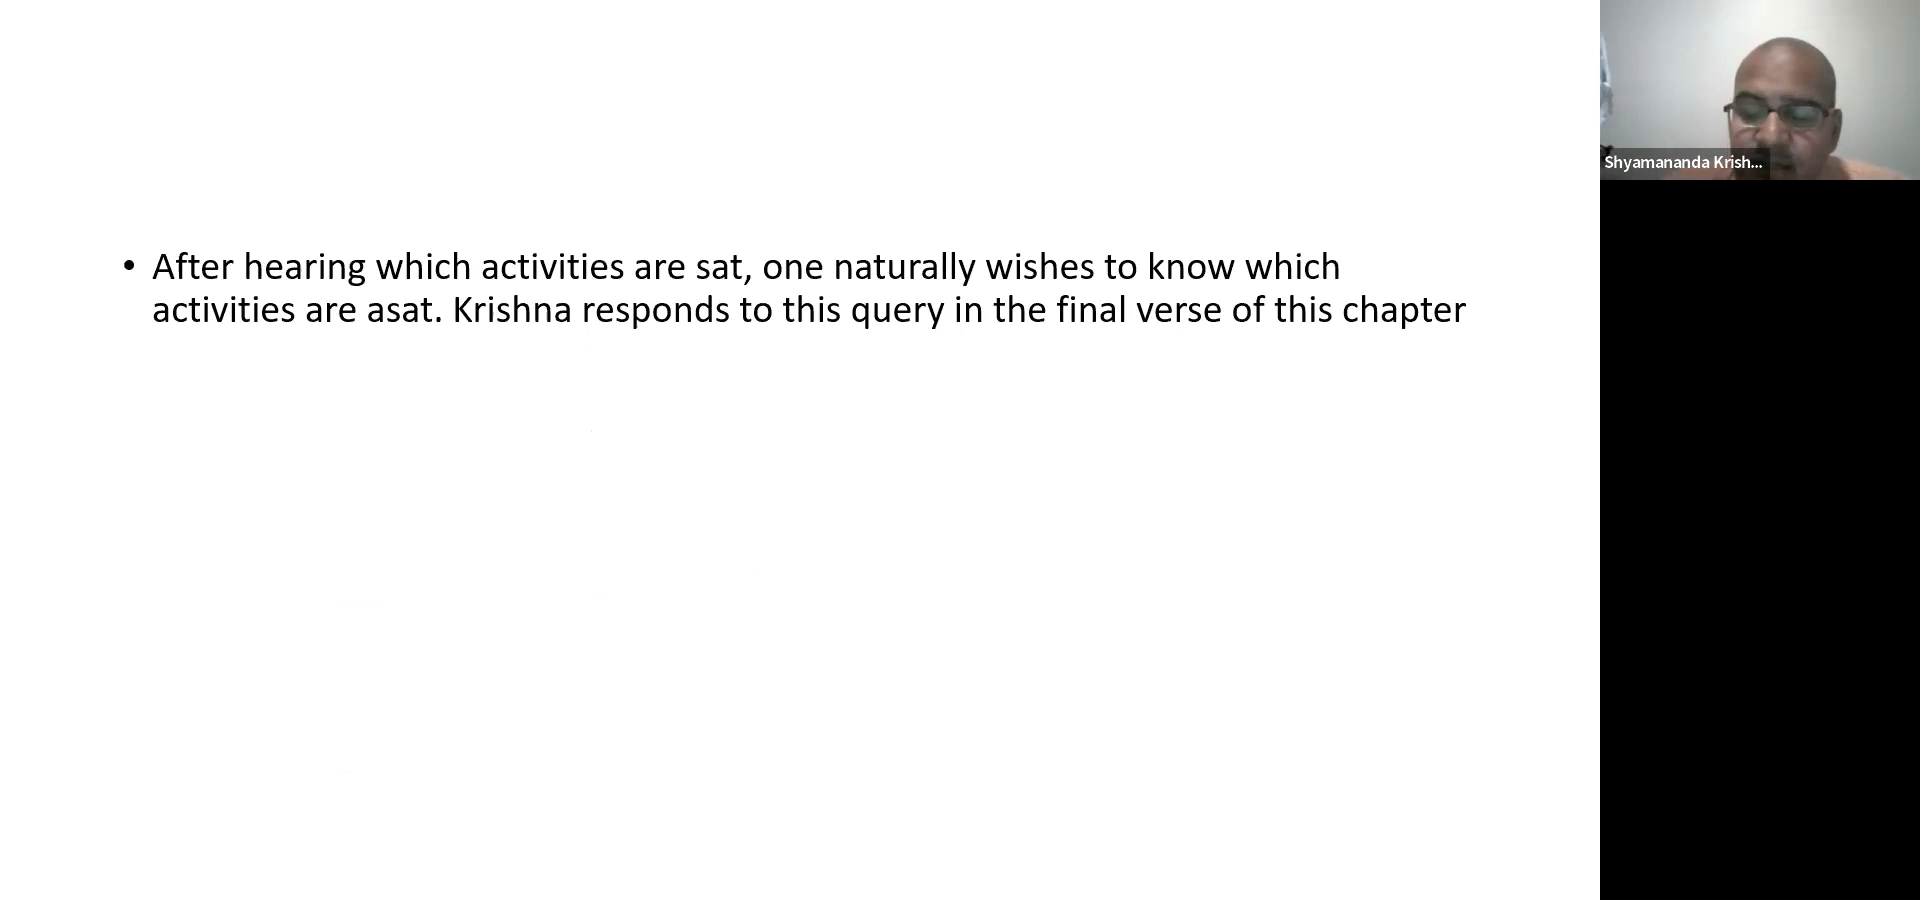 • After hearing which activities are sat, one naturally wishes to know which
activities are asat. Krishna responds to this query in the final verse of this chapter
Shyamananda Krish...